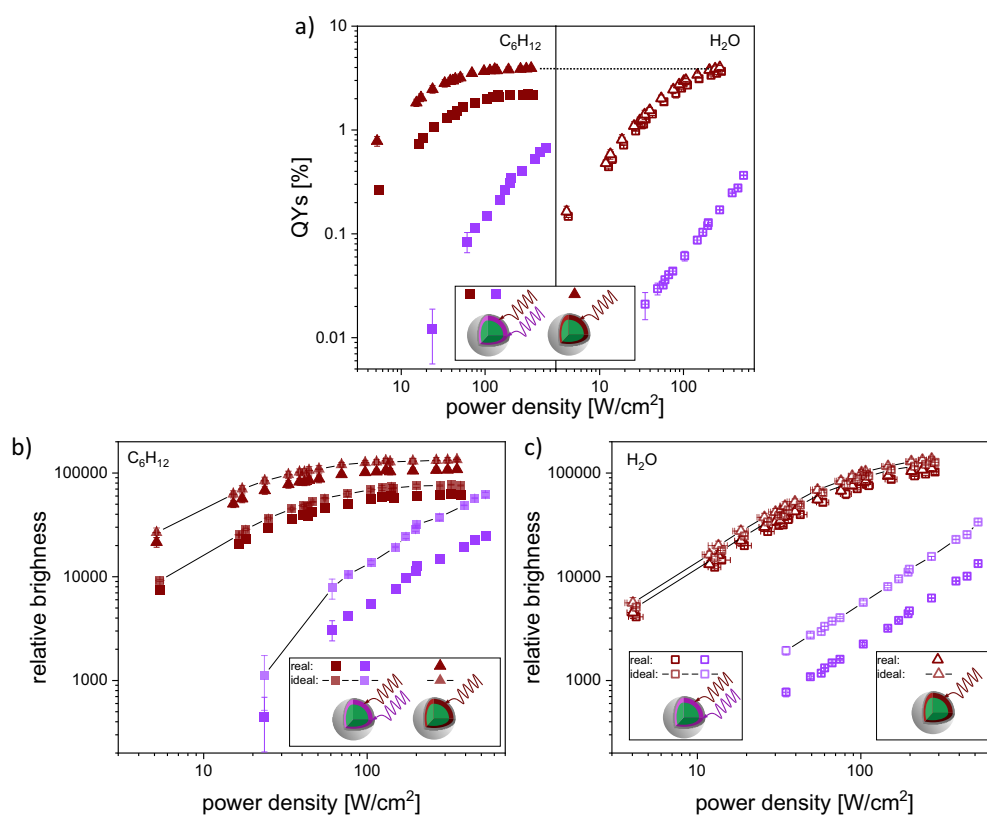 a)
C₆H₁₂
H₂O
10
1
0.1
0.01
QYs [%]
10
100
10
100
power density [W/cm²]
b)
C₆H₁₂
100000
10000
1000
relative brighness
real:
ideal:
10
100
power density [W/cm²]
c)
H₂O
100000
10000
1000
relative brighness
real:
ideal:
real:
ideal:
10
100
power density [W/cm²]